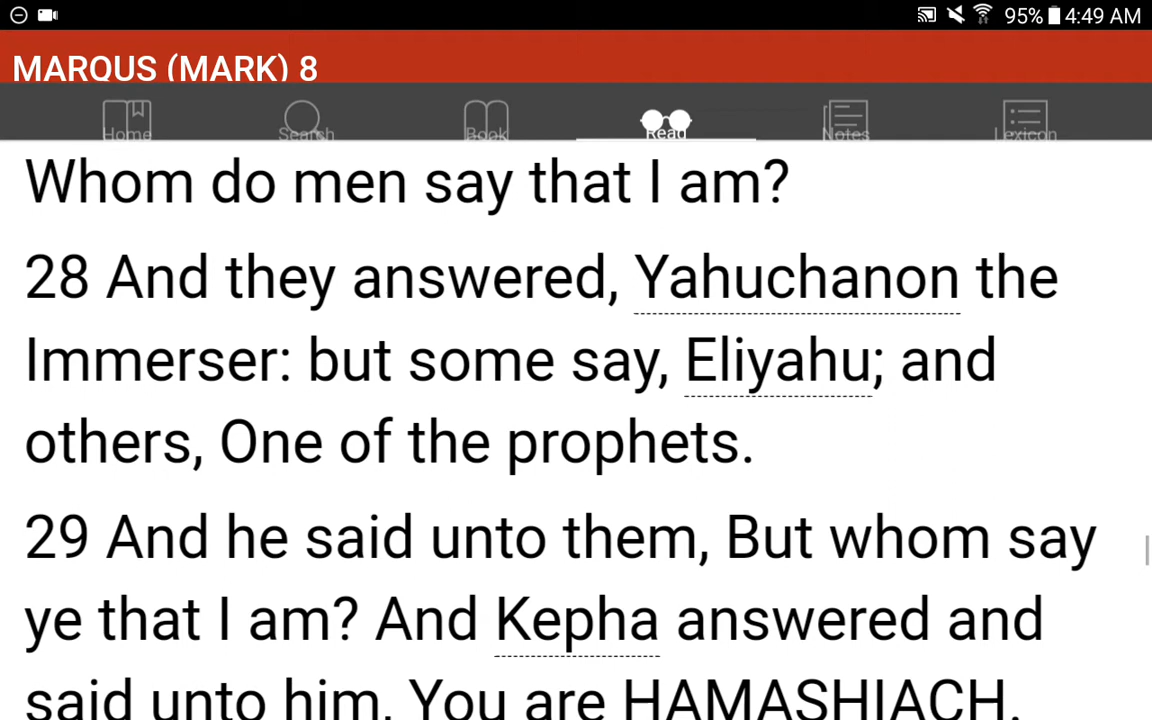 95% 4:49 AM
MARQUS (MARK) 8
Home Search Book Read Notes Lexicon
Whom do men say that I am?
28 And they answered, Yahuchanon the
Immerser: but some say, Eliyahu; and
others, One of the prophets.
29 And he said unto them, But whom say
ye that I am? And Kepha answered and
said unto him, You are HAMASHIACH.